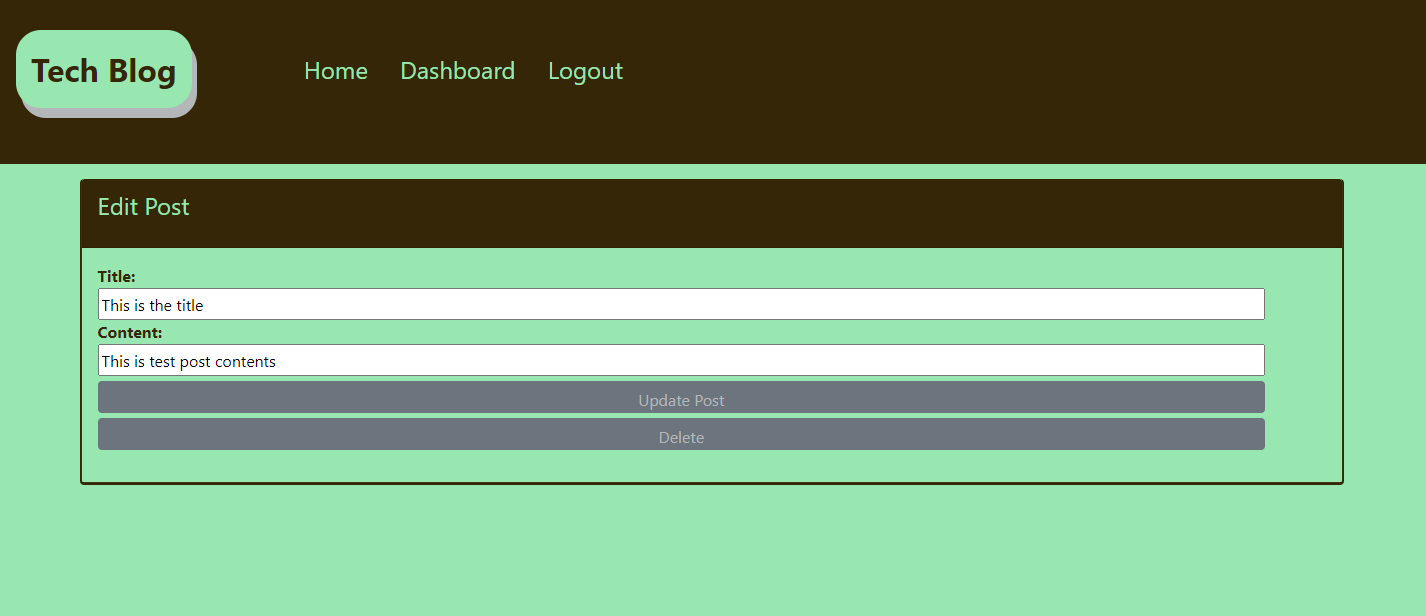 Tech Blog
Home Dashboard Logout
Edit Post
Title:
This is the title
Content:
This is test post contents
Update Post
Delete